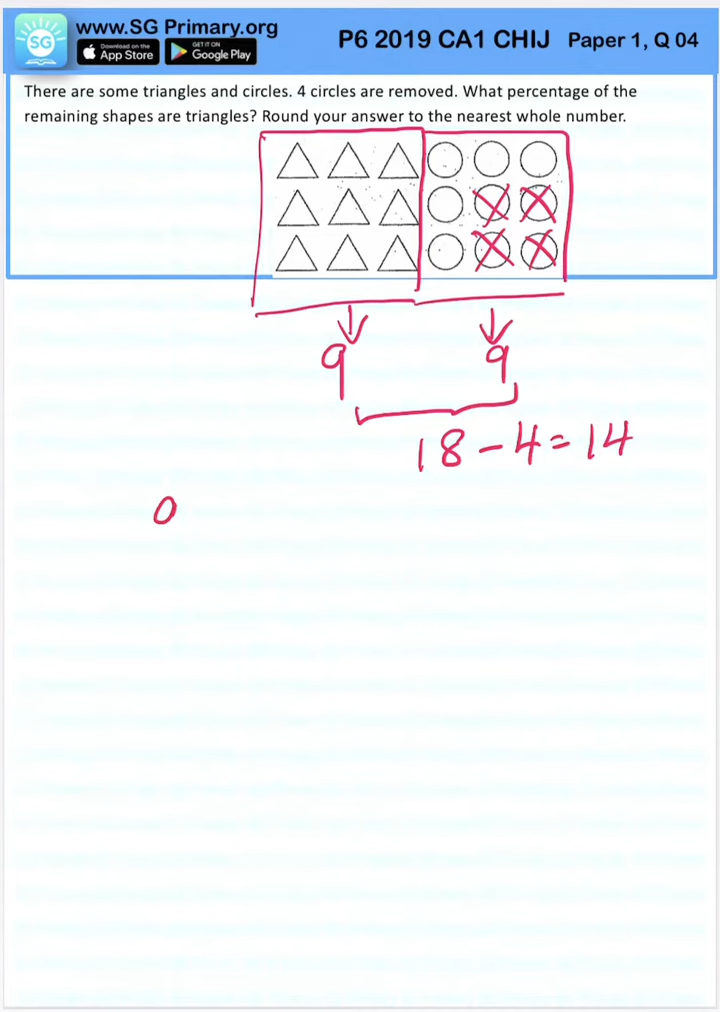 www.SG Primary.org
SG
Download on the
App Store
GET IT ON
Google Play
P6 2019 CA1 CHIJ Paper 1, Q 04
There are some triangles and circles. 4 circles are removed. What percentage of the
remaining shapes are triangles? Round your answer to the nearest whole number.
9 9
18 - 4 = 14
0